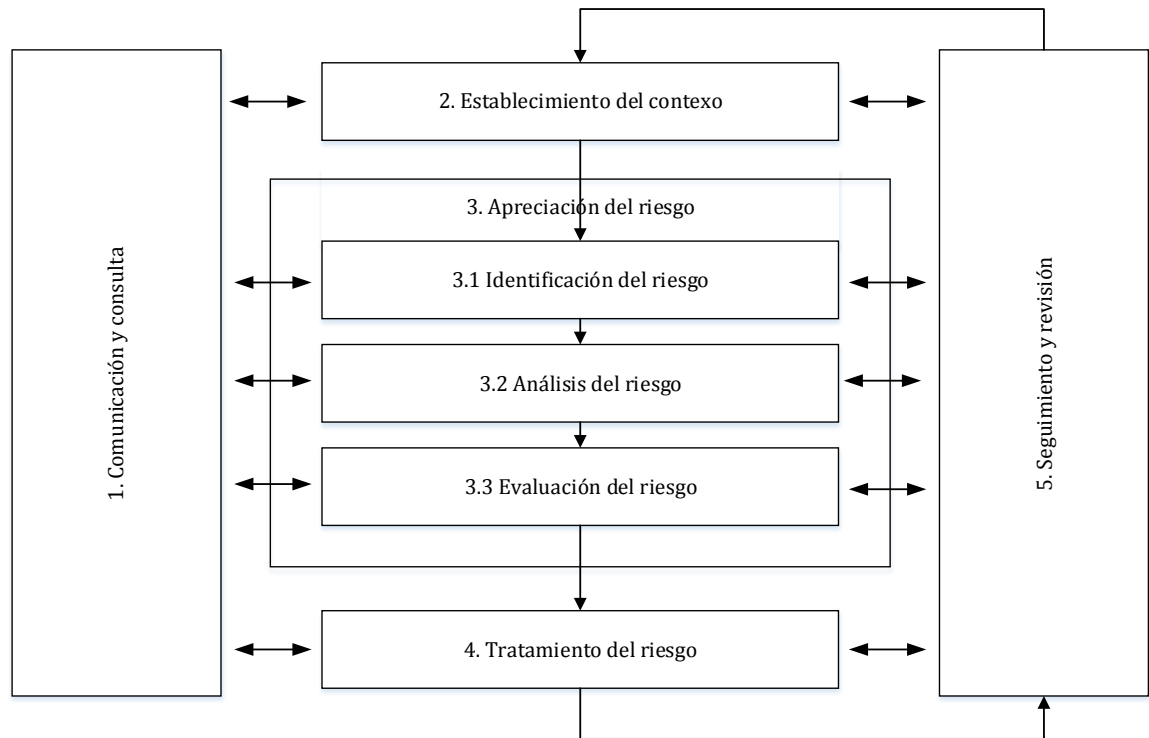 1. Comunicación y consulta
2. Establecimiento del contexo
3. Apreciación del riesgo
3.1 Identificación del riesgo
3.2 Análisis del riesgo
3.3 Evaluación del riesgo
4. Tratamiento del riesgo
5. Seguimiento y revisión